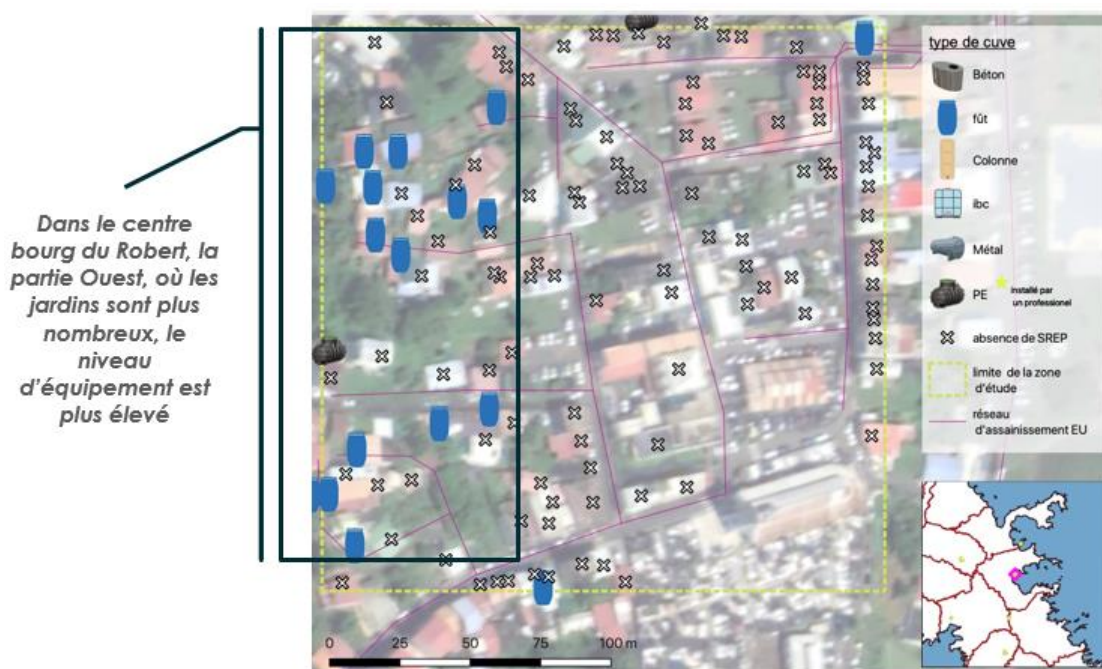 Dans le centre
bourg du Robert, la
partie Ouest, où les
jardins sont plus
nombreux, le
niveau
d'équipement est
plus élevé
type de cuve
Béton
fût
Colonne
ibc
Métal
PE
installé par
un professionel
absence de SREP
limite de la zone
d'étude
réseau
d'assainissement EU
0 25 50 75 100 m